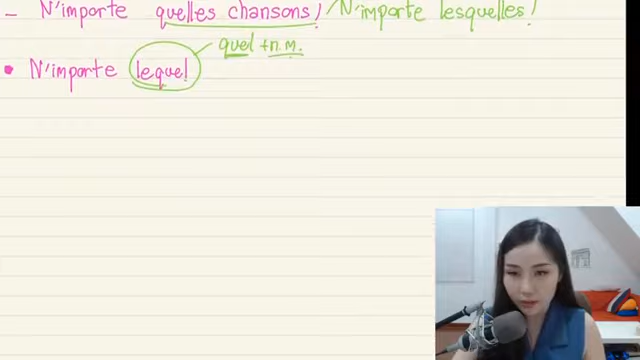 – N'importe quelles chansons! / N'importe lesquelles!
quel + n.m.
• N'importe lequel